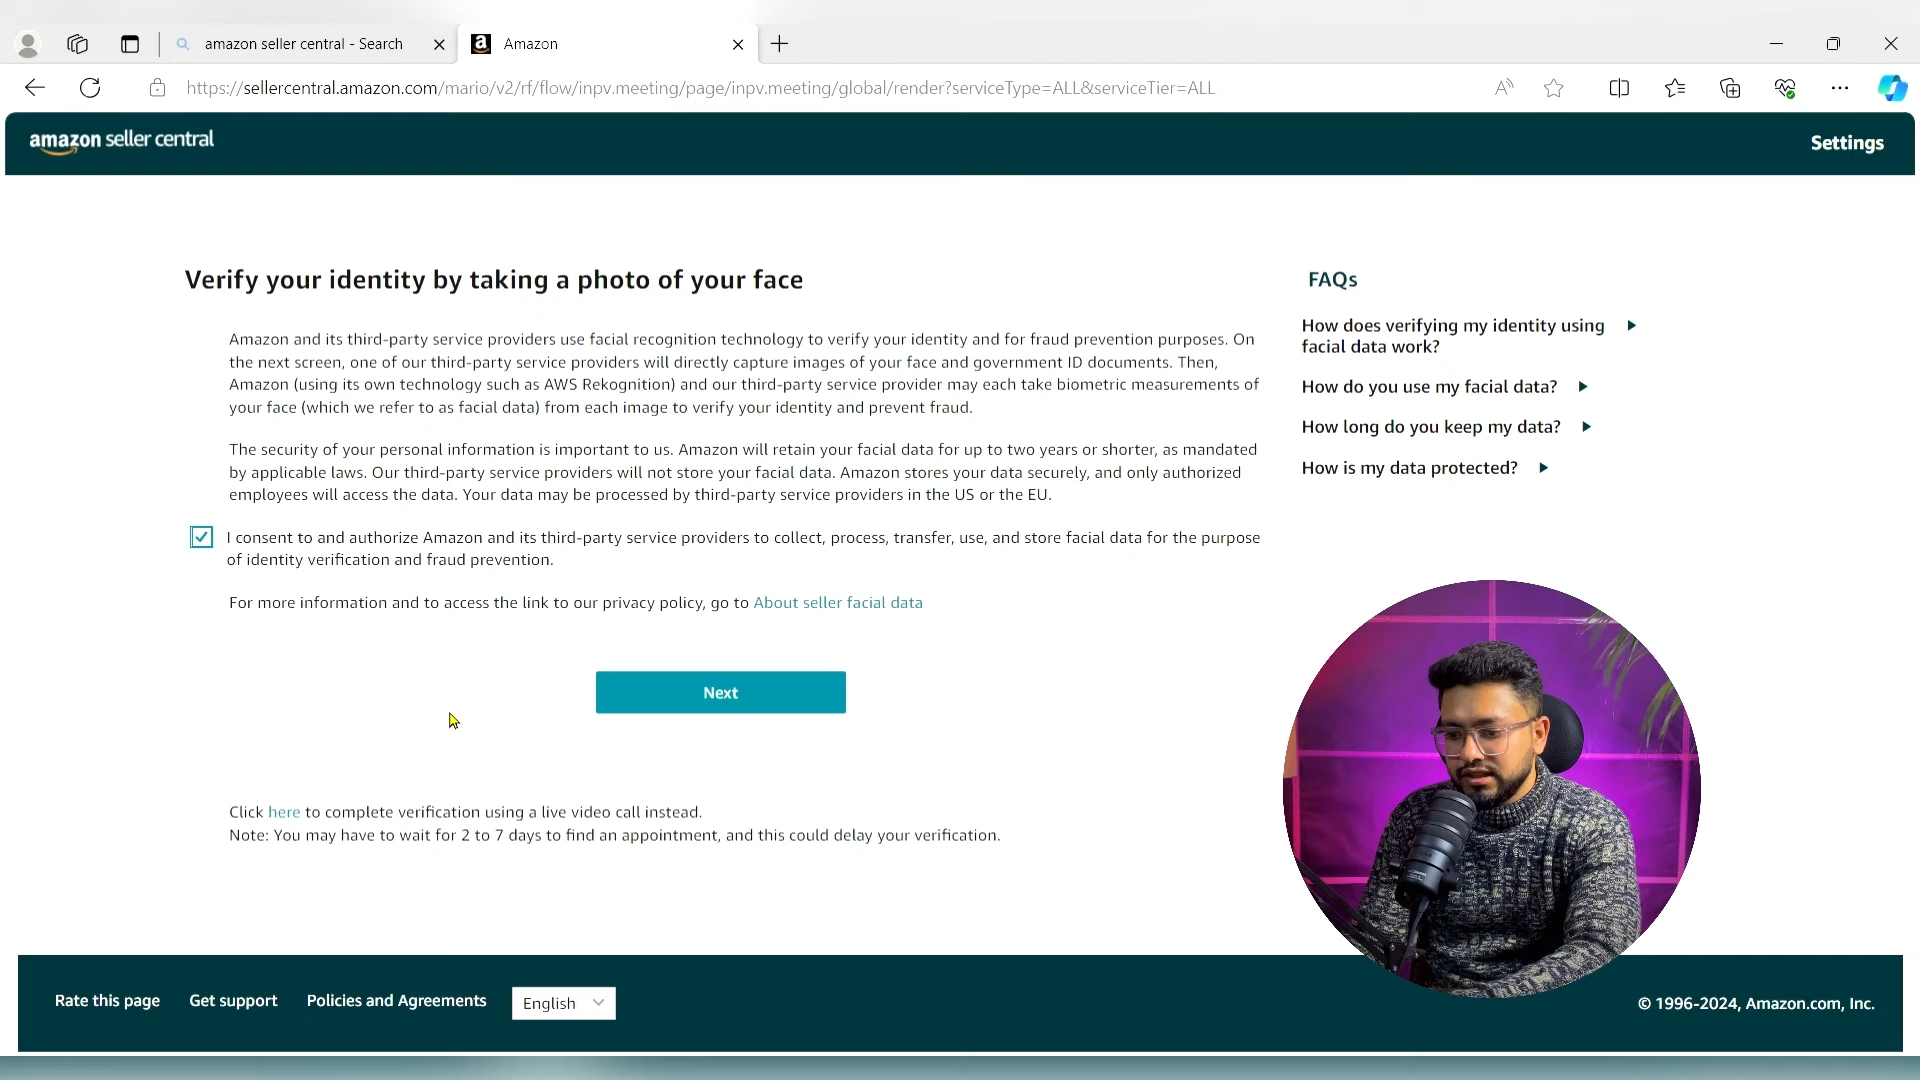 amazon seller central - Search
Amazon
https://sellercentral.amazon.com/mario/v2/rf/flow/inpv.meeting/page/inpv.meeting/global/render?serviceType=ALL&serviceTier=ALL
amazon seller central
Settings
Verify your identity by taking a photo of your face
Amazon and its third-party service providers use facial recognition technology to verify your identity and for fraud prevention purposes. On
the next screen, one of our third-party service providers will directly capture images of your face and government ID documents. Then,
Amazon (using its own technology such as AWS Rekognition) and our third-party service provider may each take biometric measurements of
your face (which we refer to as facial data) from each image to verify your identity and prevent fraud.
The security of your personal information is important to us. Amazon will retain your facial data for up to two years or shorter, as mandated
by applicable laws. Our third-party service providers will not store your facial data. Amazon stores your data securely, and only authorized
employees will access the data. Your data may be processed by third-party service providers in the US or the EU.
I consent to and authorize Amazon and its third-party service providers to collect, process, transfer, use, and store facial data for the purpose
of identity verification and fraud prevention.
For more information and to access the link to our privacy policy, go to About seller facial data
Next
Click here to complete verification using a live video call instead.
Note: You may have to wait for 2 to 7 days to find an appointment, and this could delay your verification.
FAQs
How does verifying my identity using
facial data work?
How do you use my facial data?
How long do you keep my data?
How is my data protected?
Rate this page
Get support
Policies and Agreements
English
© 1996-2024, Amazon.com, Inc.